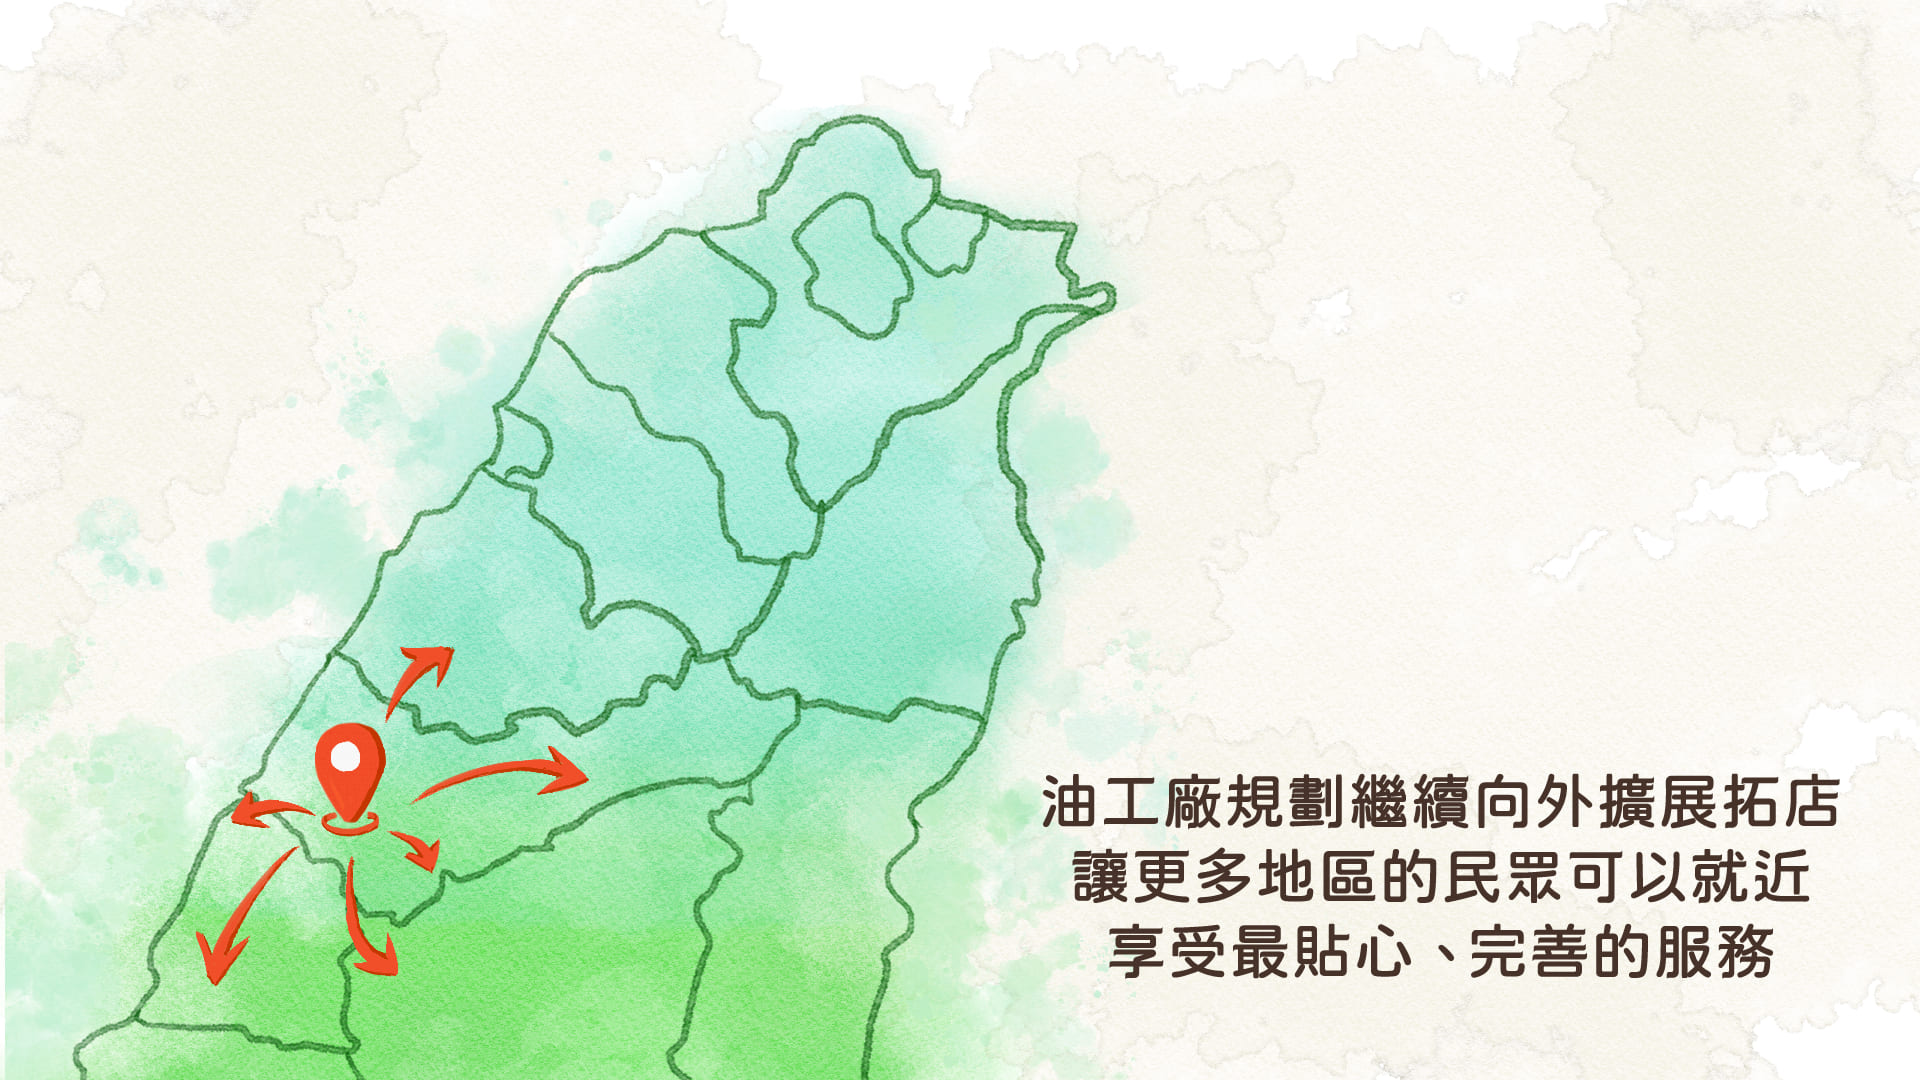 油工廠規劃繼續向外擴展拓店
讓更多地區的民眾可以就近
享受最貼心、完善的服務